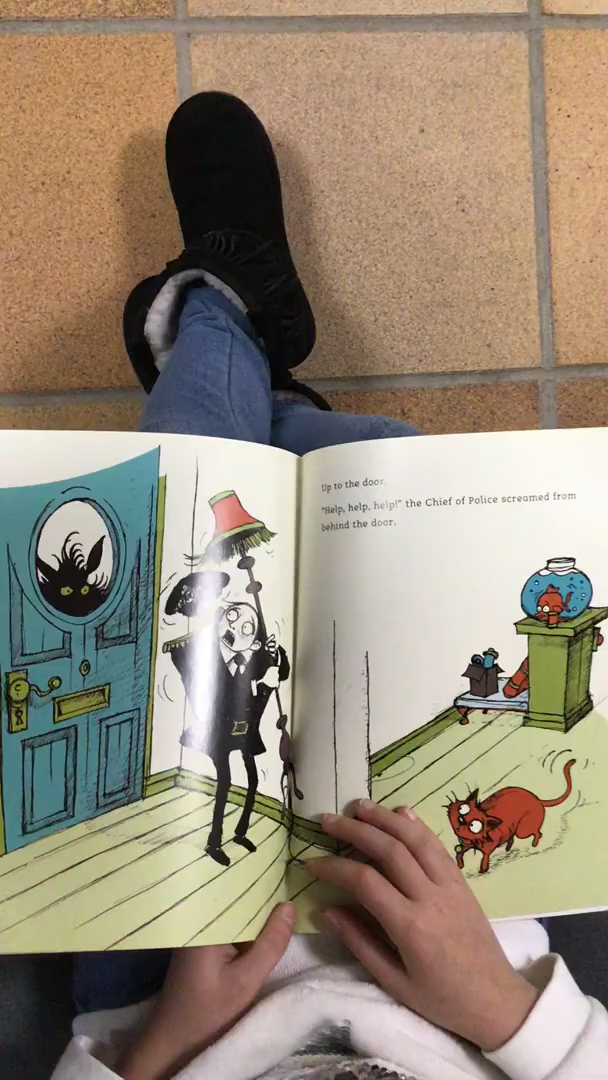 Up to the door.
"Help, help, help!" the Chief of Police screamed from
behind the door.